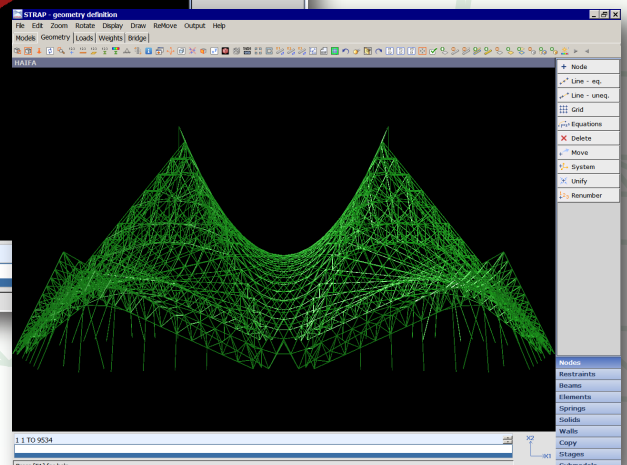 STRAP - geometry definition
File Edit Zoom Rotate Display Draw ReMove Output Help
Models Geometry Loads Weights Bridge
HAIFA
Node
Line - eq.
Line - uneq.
Grid
Equations
Delete
Move
System
Unify
Renumber
Nodes
Restraints
Beams
Elements
Springs
Solids
Walls
Copy
Stages
Submodels
1 1 TO 9534
X2
X1